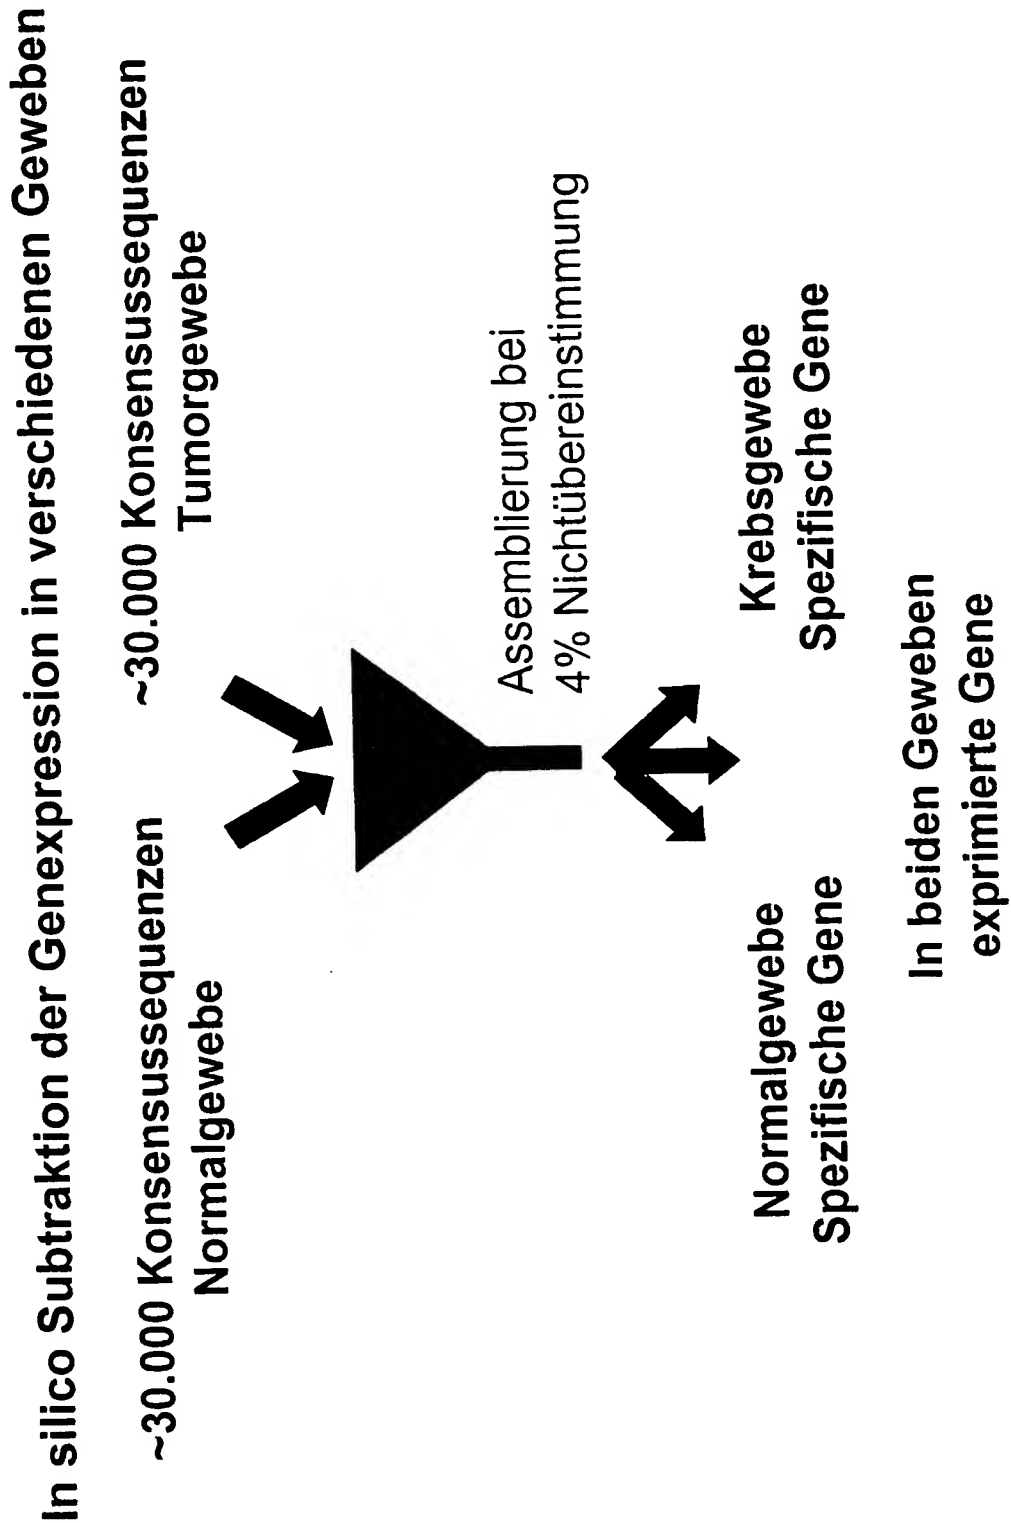 In silico Subtraktion der Genexpression in verschiedenen Geweben
~30.000 Konsensussequenzen
Normalgewebe
~30.000 Konsensussequenzen
Tumorgewebe
Assemblierung bei
4% Nichtübereinstimmung
Normalgewebe
Spezifische Gene
Krebsgewebe
Spezifische Gene
In beiden Geweben
exprimierte Gene